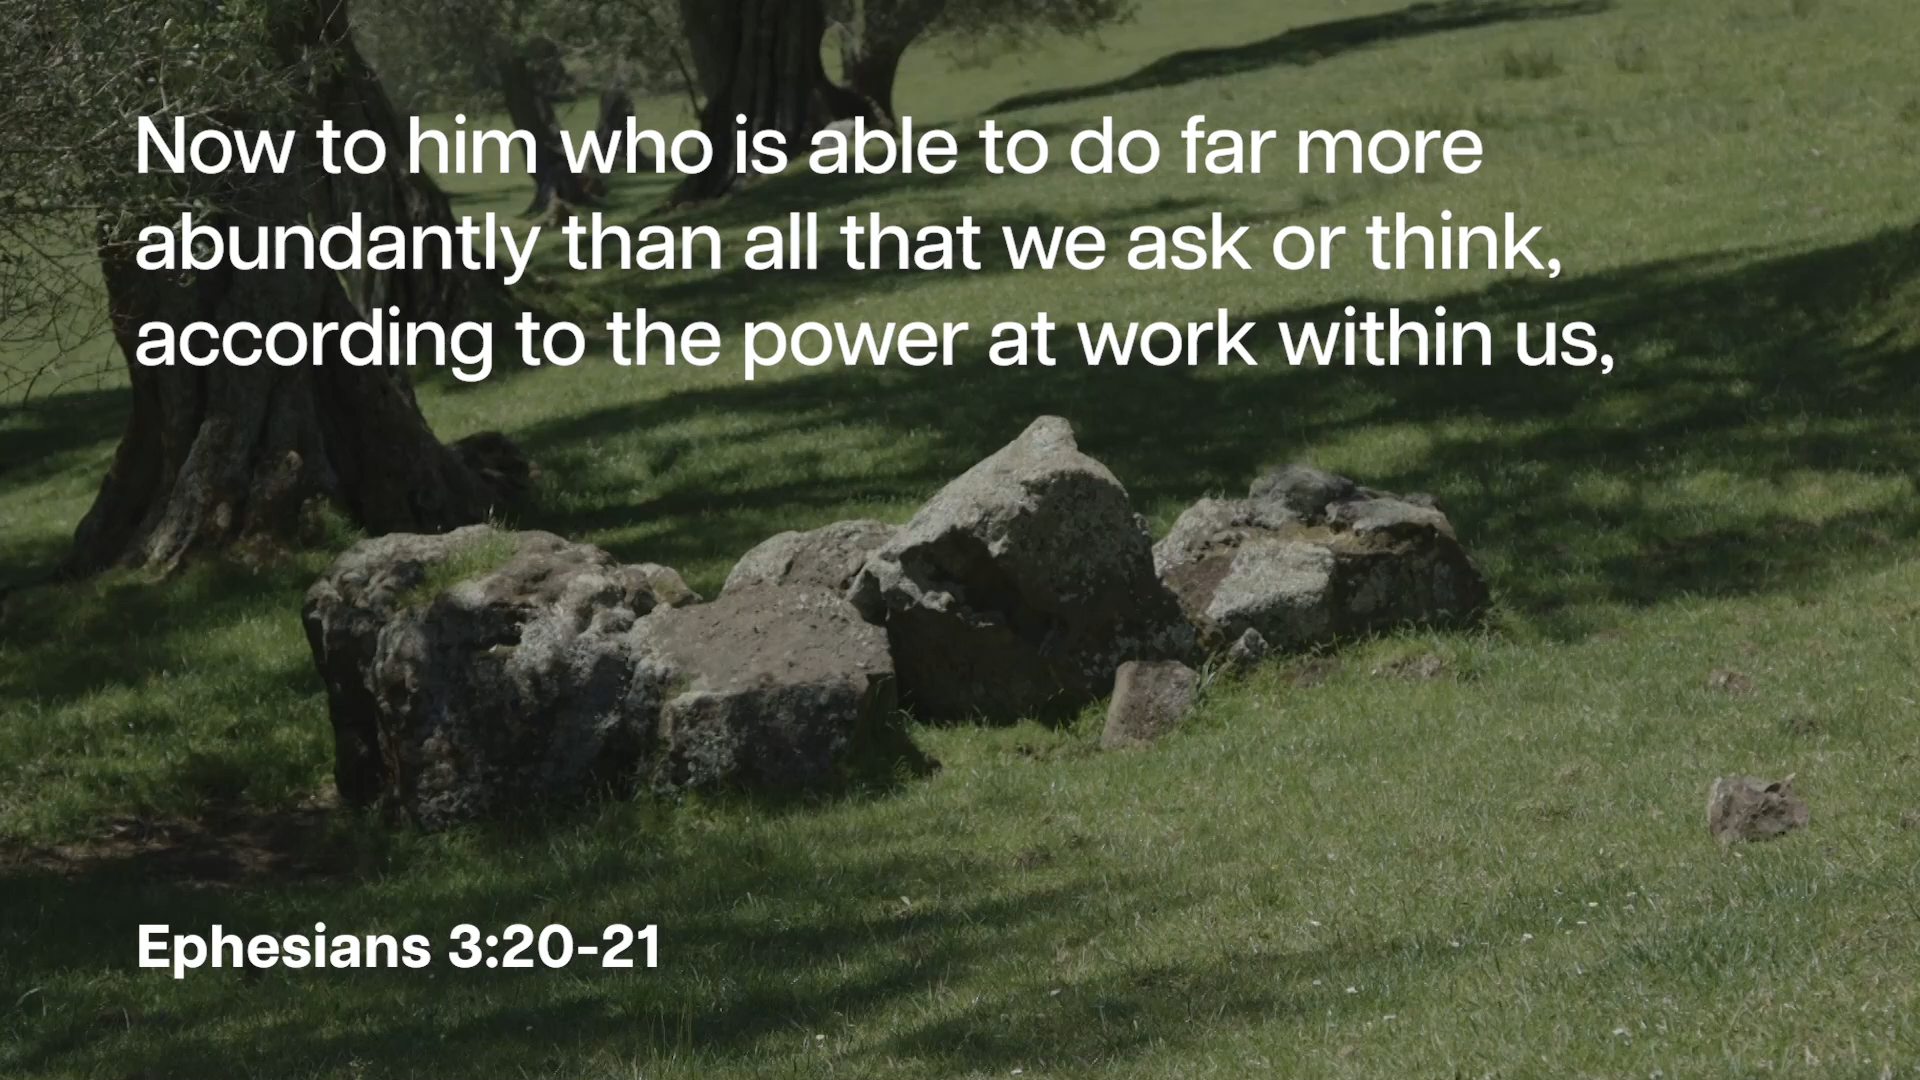 Now to him who is able to do far more
abundantly than all that we ask or think,
according to the power at work within us,
Ephesians 3:20-21